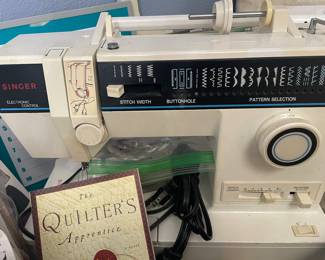 SINGER
ELECTRONIC
CONTROL
STITCH WIDTH
BUTTONHOLE
PATTERN SELECTION
The
QUILTER'S
Apprentice